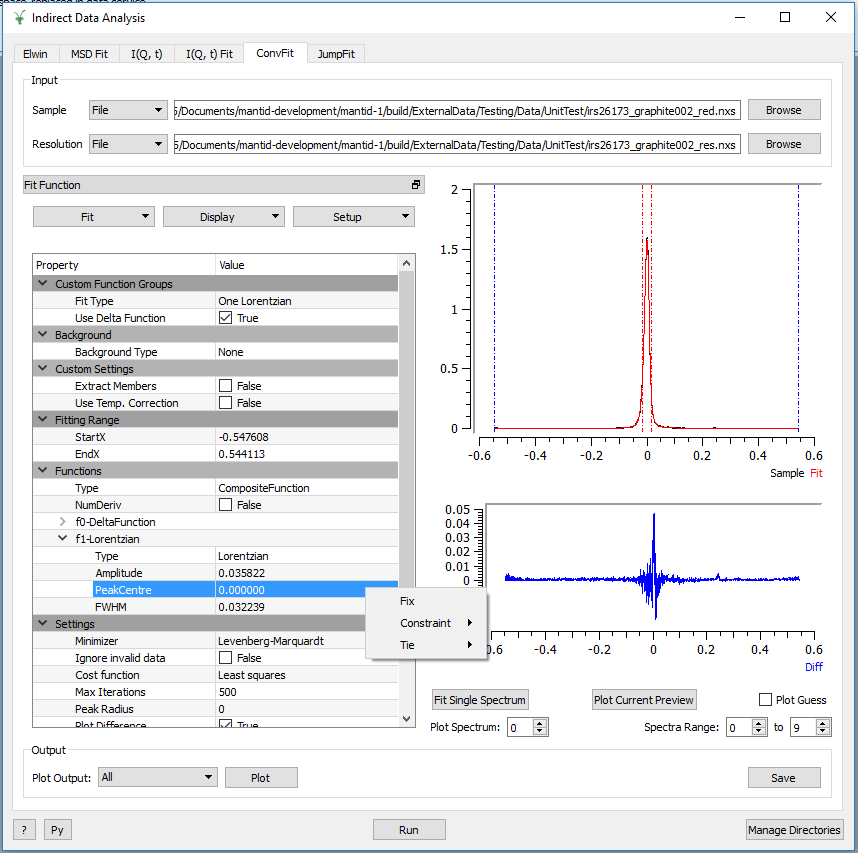 Indirect Data Analysis
Elwin MSD Fit I(Q, t) I(Q, t) Fit ConvFit JumpFit
Input
Sample File 5/Documents/mantid-development/mantid-1/build/ExternalData/Testing/Data/UnitTest/irs26173_graphite002_red.nxs Browse
Resolution File 5/Documents/mantid-development/mantid-1/build/ExternalData/Testing/Data/UnitTest/irs26173_graphite002_res.nxs Browse
Fit Function
Fit Display Setup
Property Value
Custom Function Groups
Fit Type One Lorentzian
Use Delta Function True
Background
Background Type None
Custom Settings
Extract Members False
Use Temp. Correction False
Fitting Range
StartX -0.547608
EndX 0.544113
Functions
Type CompositeFunction
NumDeriv False
f0-DeltaFunction
f1-Lorentzian
Type Lorentzian
Amplitude 0.035822
PeakCentre 0.000000
FWHM 0.032239
Settings
Minimizer Levenberg-Marquardt
Ignore invalid data False
Cost function Least squares
Max Iterations 500
Peak Radius 0
Plot Difference True
Fix
Constraint
Tie
2
1.5
1
0.5
0
-0.6 -0.4 -0.2 0 0.2 0.4 0.6
Sample Fit
0.05
0.04
0.03
0.02
0.01
0
0.6 -0.4 -0.2 0 0.2 0.4 0.6
Diff
Fit Single Spectrum Plot Current Preview Plot Guess
Plot Spectrum: 0 Spectra Range: 0 to 9
Output
Plot Output: All Plot Save
? Py Run Manage Directories